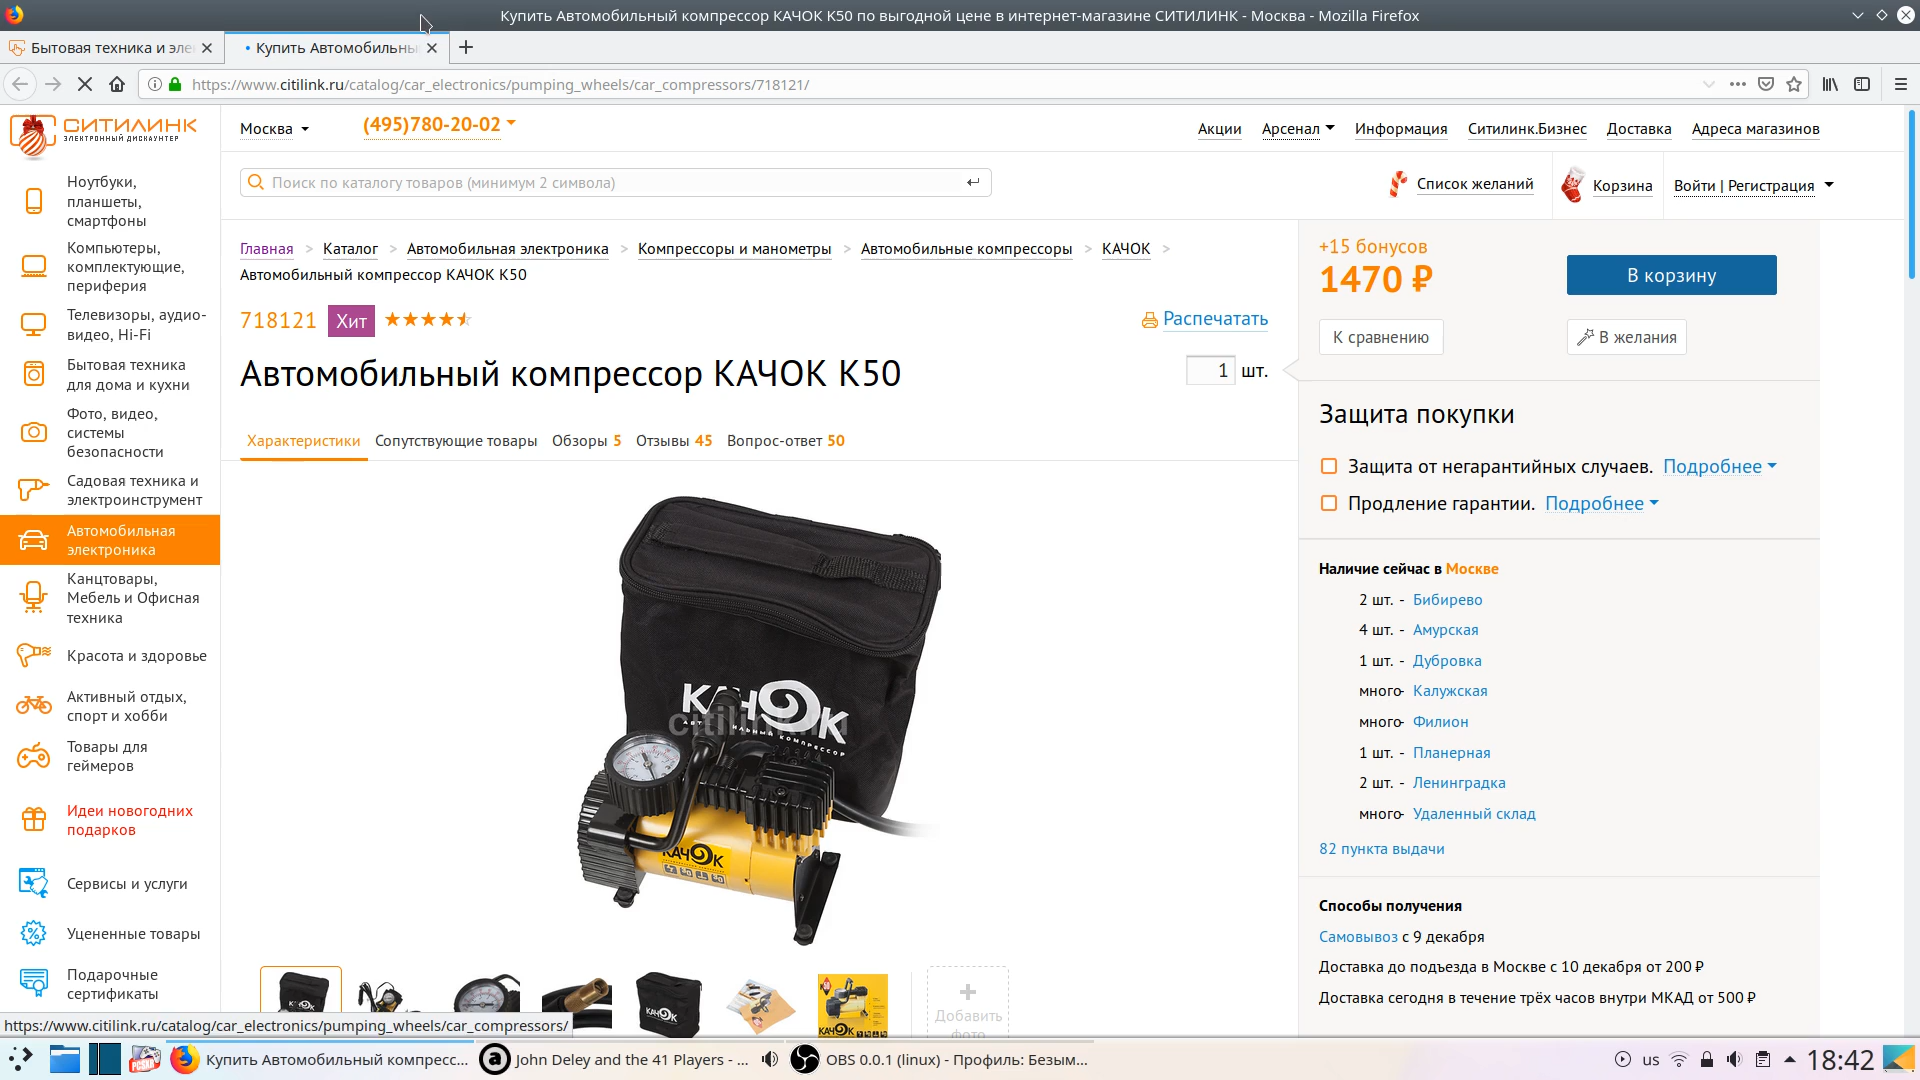 Купить Автомобильный компрессор КАЧОК K50 по выгодной цене в интернет-магазине СИТИЛИНК - Москва - Mozilla Firefox
Бытовая техника и эле
Купить Автомобильны
https://www.citilink.ru/catalog/car_electronics/pumping_wheels/car_compressors/718121/
СИТИЛИНК
ЭЛЕКТРОННЫЙ ДИСКАУНТЕР
Москва
(495)780-20-02
Акции
Арсенал
Информация
Ситилинк.Бизнес
Доставка
Адреса магазинов
Поиск по каталогу товаров (минимум 2 символа)
Список желаний
Корзина
Войти | Регистрация
Ноутбуки,
планшеты,
смартфоны
Компьютеры,
комплектующие,
периферия
Телевизоры, аудио-
видео, Hi-Fi
Бытовая техника
для дома и кухни
Фото, видео,
системы
безопасности
Садовая техника и
электроинструмент
Автомобильная
электроника
Канцтовары,
Мебель и Офисная
техника
Красота и здоровье
Активный отдых,
спорт и хобби
Товары для
геймеров
Идеи новогодних
подарков
Сервисы и услуги
Уцененные товары
Подарочные
сертификаты
Главная > Каталог > Автомобильная электроника > Компрессоры и манометры > Автомобильные компрессоры > КАЧОК >
Автомобильный компрессор КАЧОК K50
718121
Хит
Распечатать
Автомобильный компрессор КАЧОК K50
1 шт.
Характеристики
Сопутствующие товары
Обзоры 5
Отзывы 45
Вопрос-ответ 50
КАЧОК
citilink.ru
КАЧОК
КАЧОК
КАЧОК
КАЧОК
Добавить
фото
+15 бонусов
1470 ₽
В корзину
К сравнению
В желания
Защита покупки
Защита от негарантийных случаев. Подробнее
Продление гарантии. Подробнее
Наличие сейчас в Москве
2 шт. - Бибирево
4 шт. - Амурская
1 шт. - Дубровка
много- Калужская
много- Филион
1 шт. - Планерная
2 шт. - Ленинградка
много- Удаленный склад
82 пункта выдачи
Способы получения
Самовывоз с 9 декабря
Доставка до подъезда в Москве с 10 декабря от 200 ₽
Доставка сегодня в течение трёх часов внутри МКАД от 500 ₽
https://www.citilink.ru/catalog/car_electronics/pumping_wheels/car_compressors/
Купить Автомобильный компресс...
John Deley and the 41 Players - ...
OBS 0.0.1 (linux) - Профиль: Безым...
us
18:42